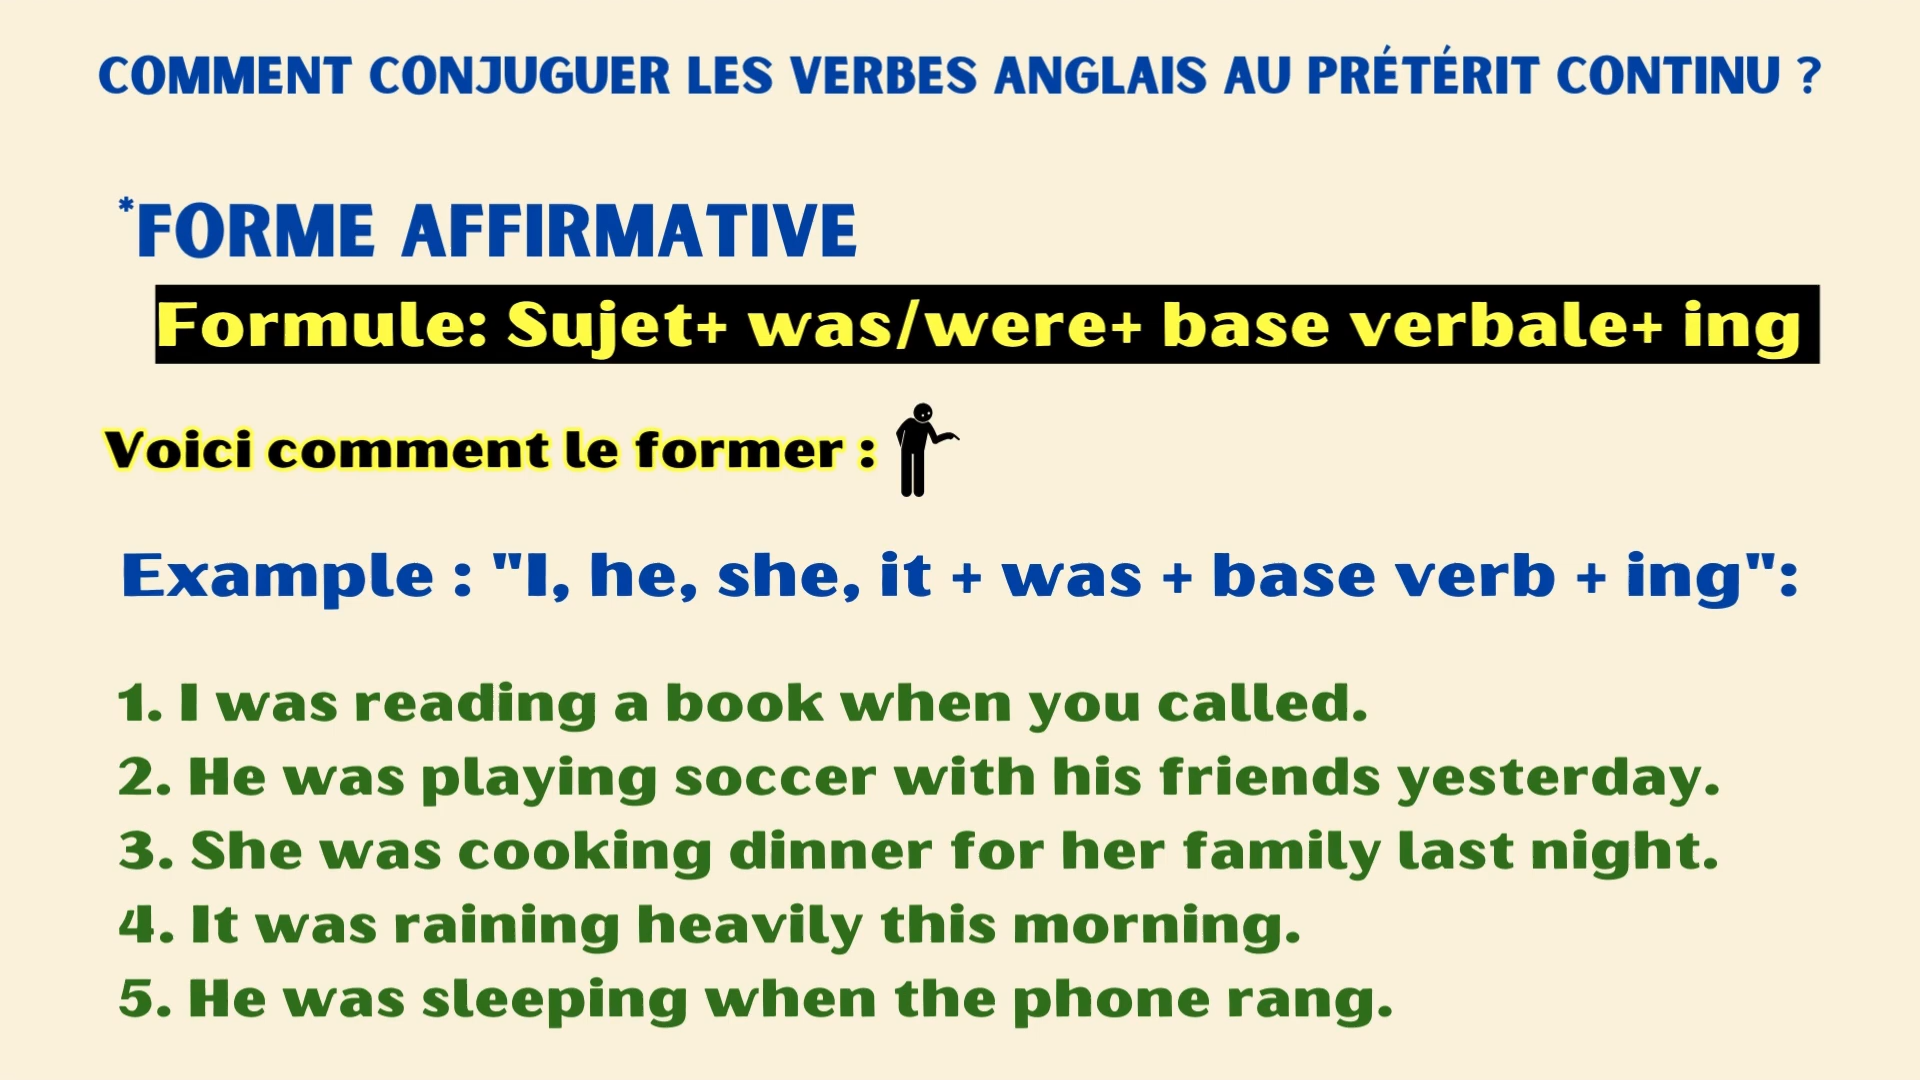 COMMENT CONJUGUER LES VERBES ANGLAIS AU PRÉTÉRIT CONTINU ?
*FORME AFFIRMATIVE
Formule: Sujet+ was/were+ base verbale+ ing
Voici comment le former :
Example : "I, he, she, it + was + base verb + ing":
1. I was reading a book when you called.
2. He was playing soccer with his friends yesterday.
3. She was cooking dinner for her family last night.
4. It was raining heavily this morning.
5. He was sleeping when the phone rang.